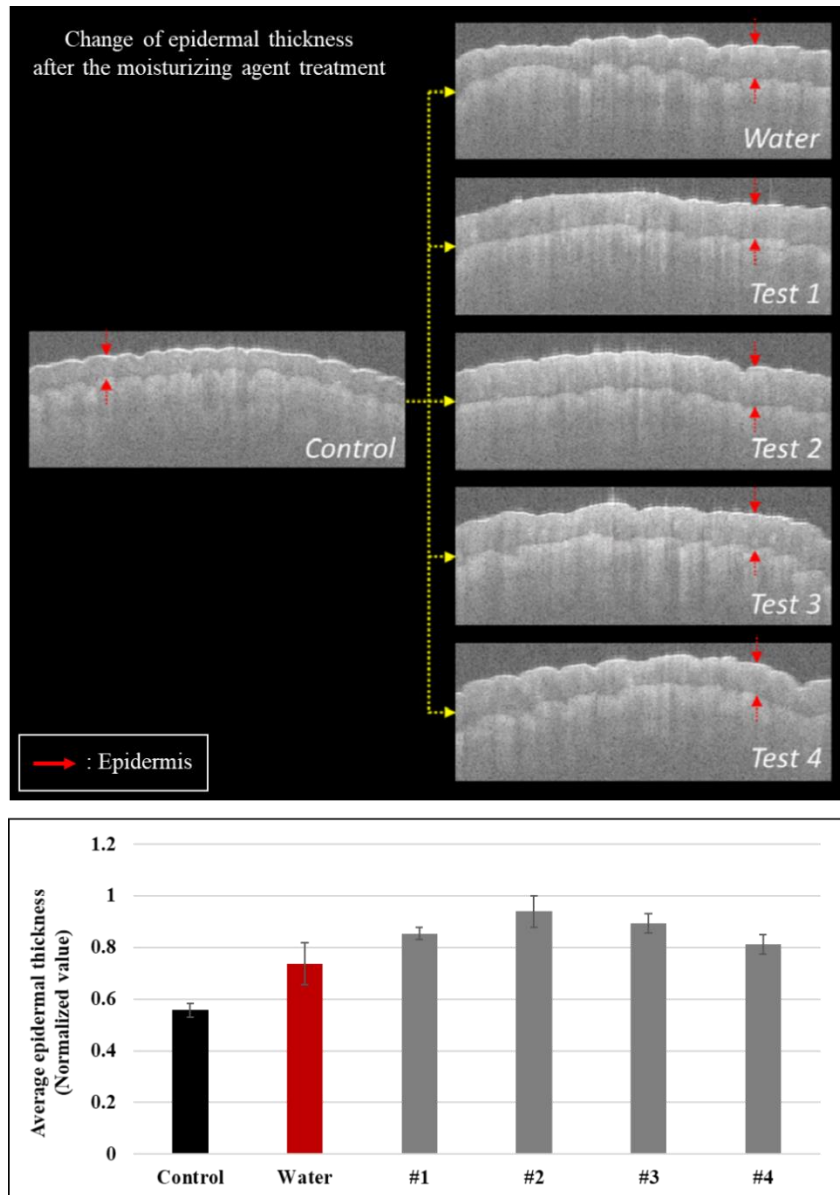 Change of epidermal thickness
after the moisturizing agent treatment
Water
Test 1
Control
Test 2
Test 3
Test 4
: Epidermis
Average epidermal thickness
(Normalized value)
1.2
1
0.8
0.6
0.4
0.2
0
Control Water #1 #2 #3 #4